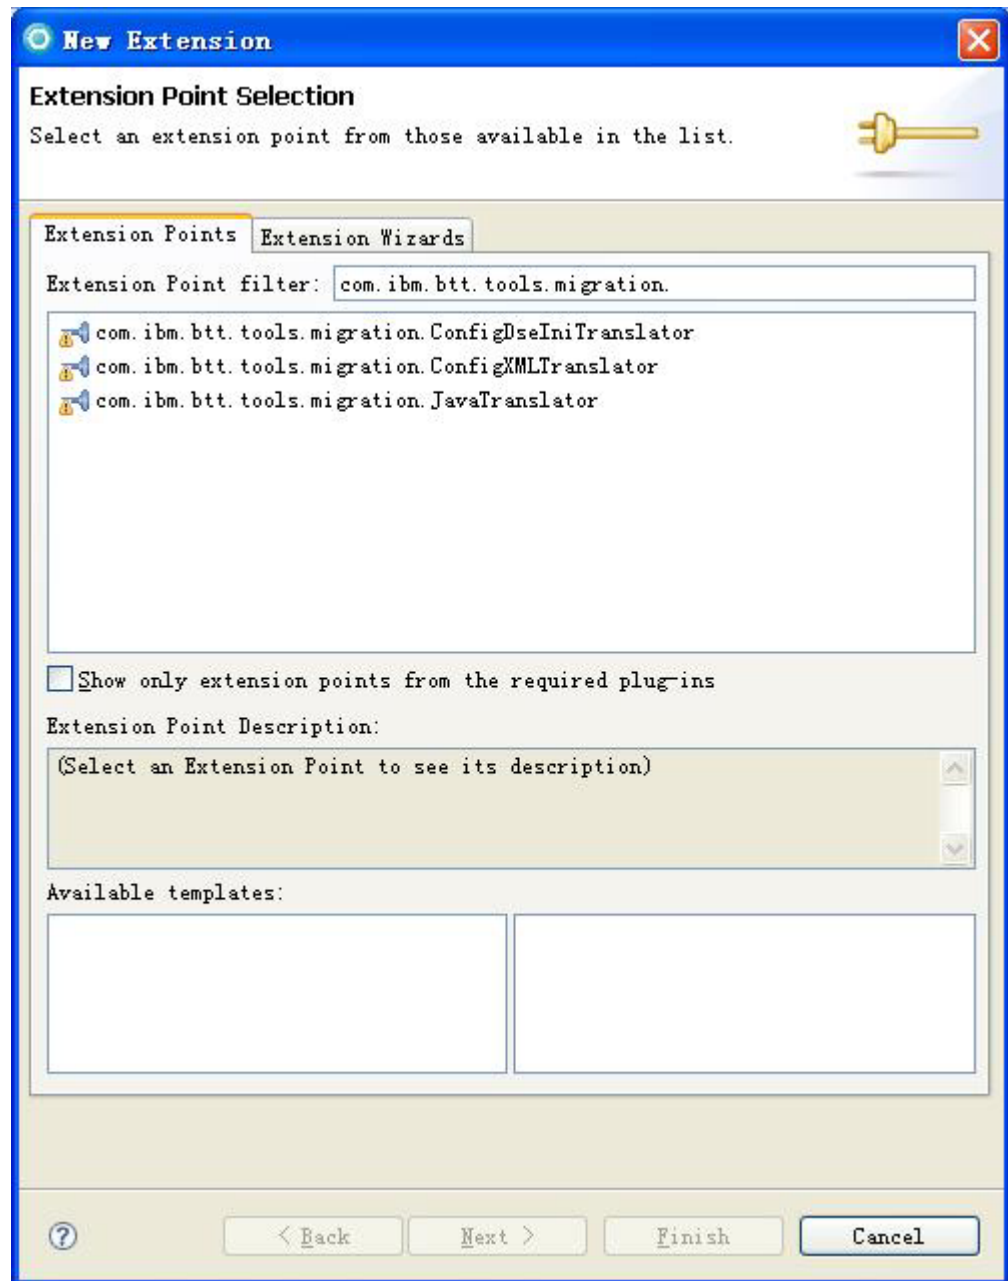 New Extension
Extension Point Selection
Select an extension point from those available in the list.
Extension Points Extension Wizards
Extension Point filter: com.ibm.btt.tools.migration.
com.ibm.btt.tools.migration.ConfigDseIniTranslator
com.ibm.btt.tools.migration.ConfigXMLTranslator
com.ibm.btt.tools.migration.JavaTranslator
Show only extension points from the required plug-ins
Extension Point Description:
(Select an Extension Point to see its description)
Available templates:
? < Back Next > Finish Cancel